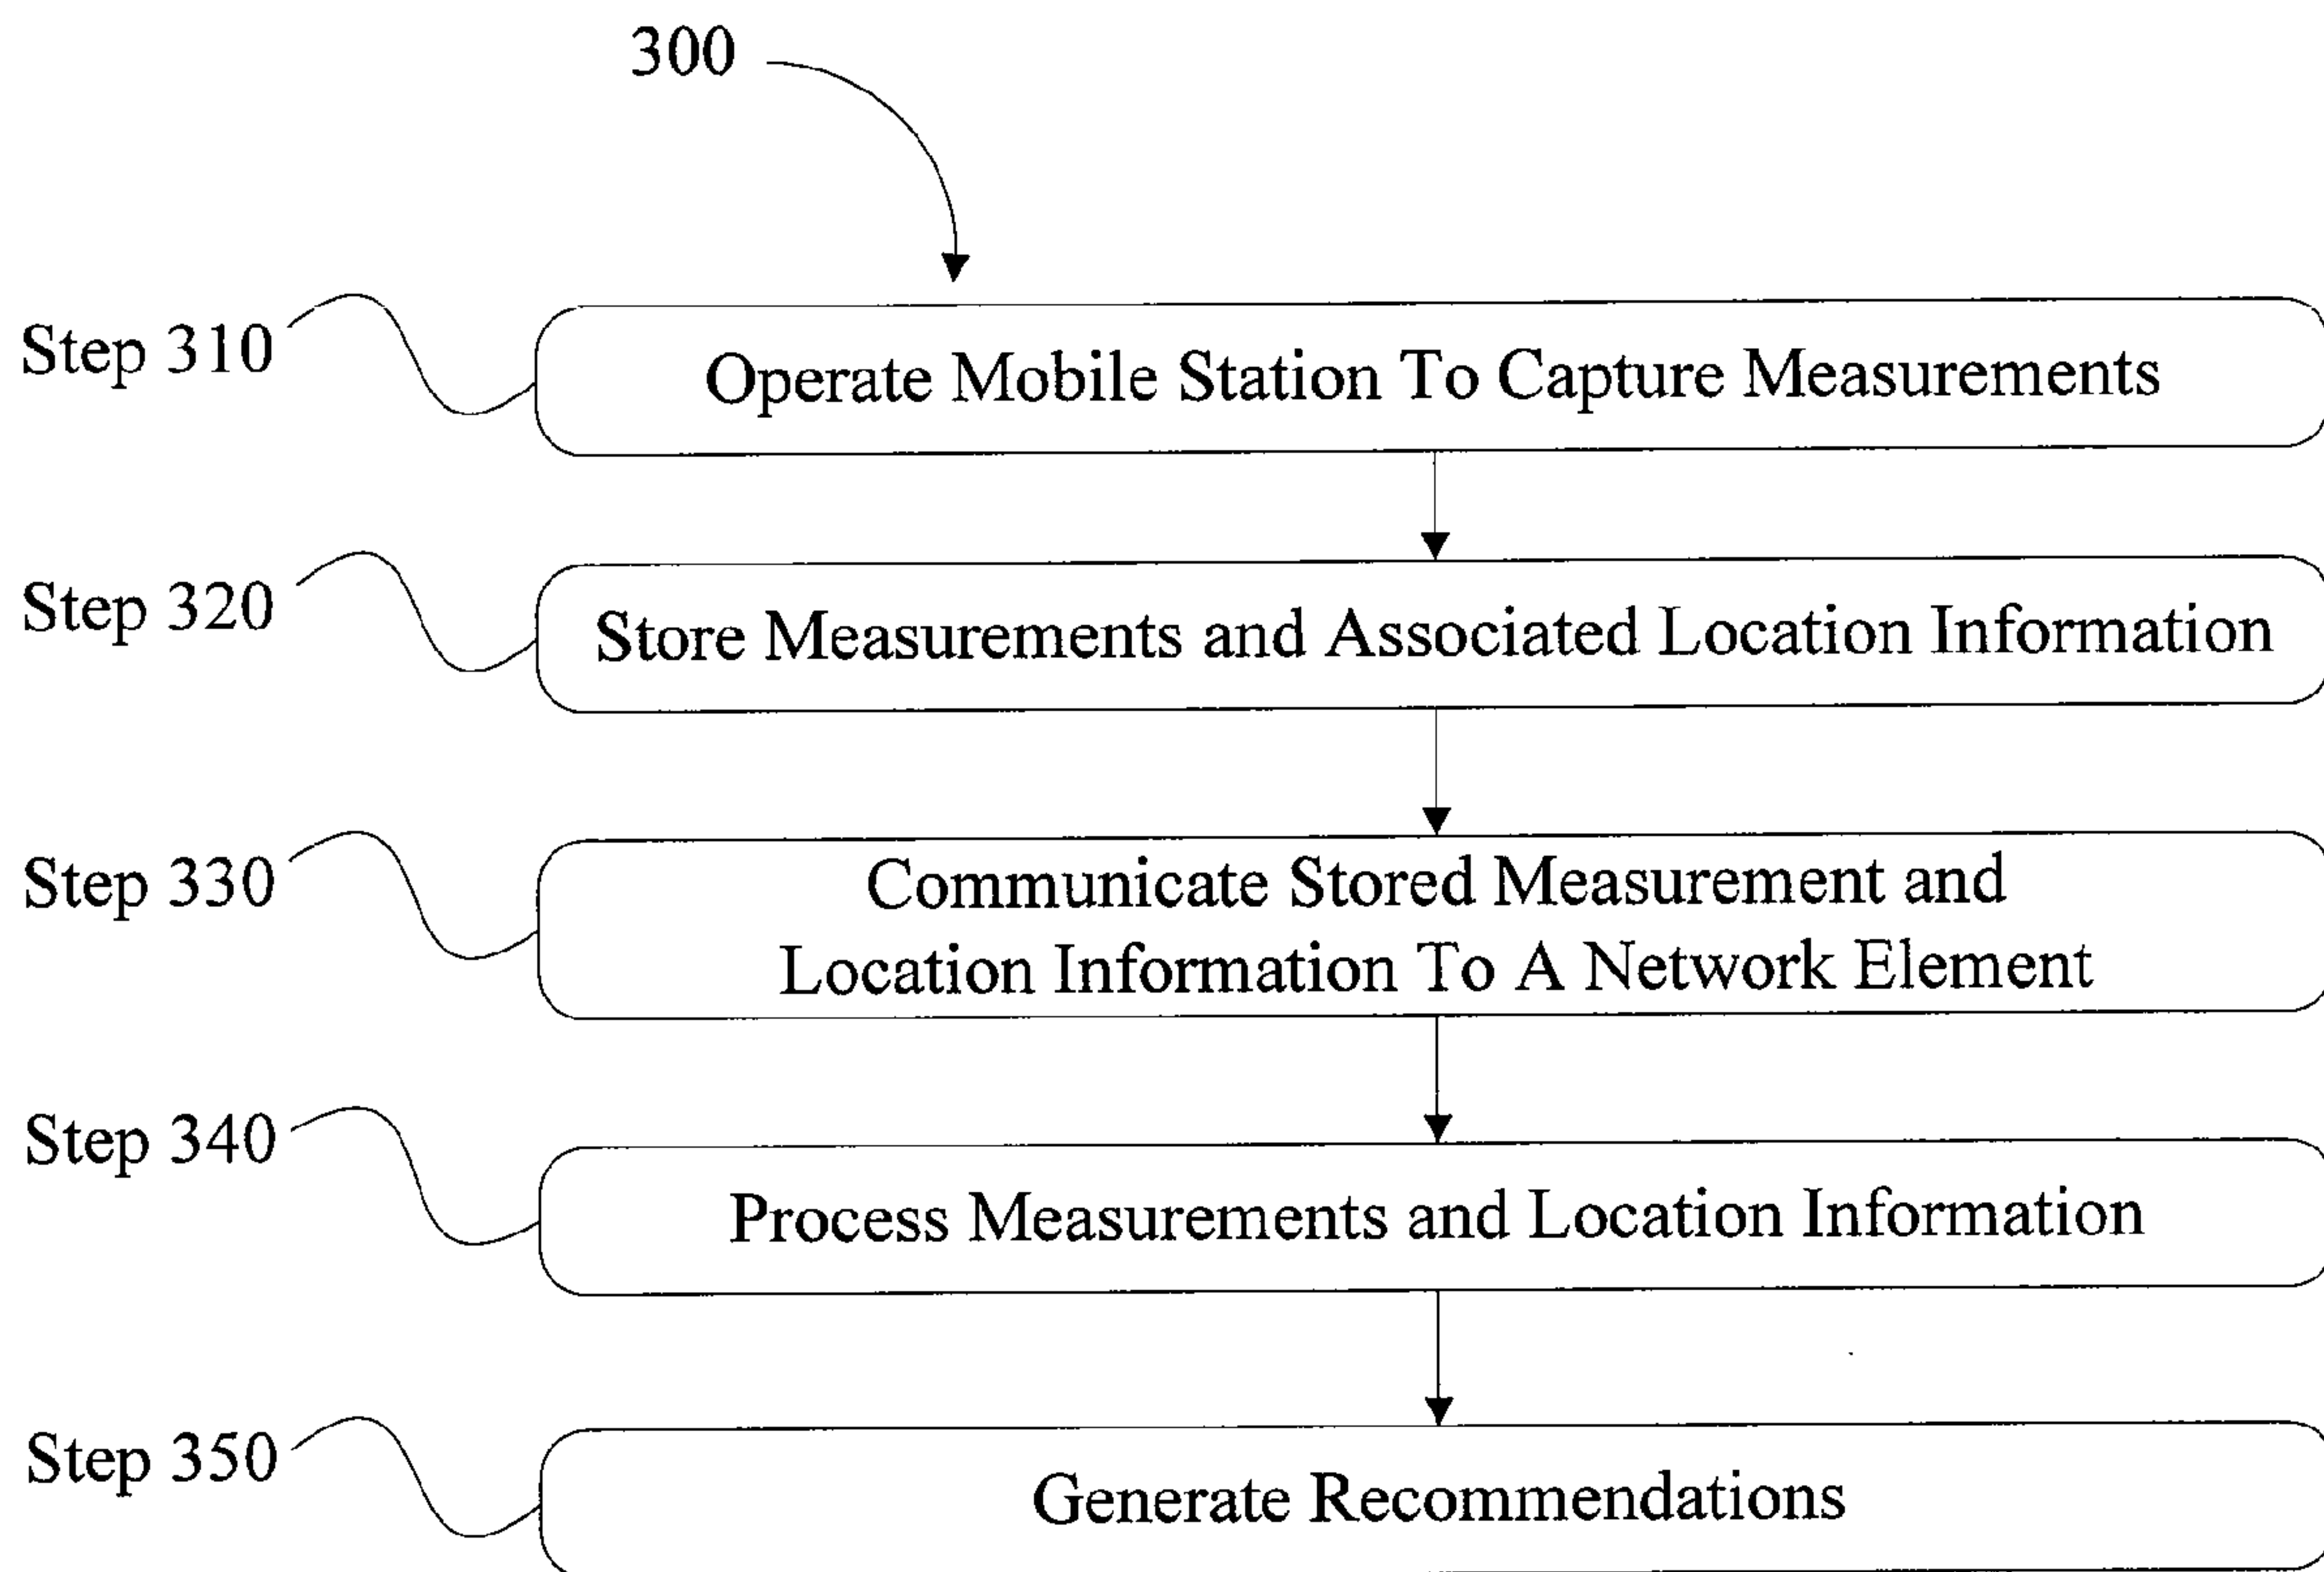 300
Step 310
Operate Mobile Station To Capture Measurements
Step 320
Store Measurements and Associated Location Information
Step 330
Communicate Stored Measurement and
Location Information To A Network Element
Step 340
Process Measurements and Location Information
Step 350
Generate Recommendations